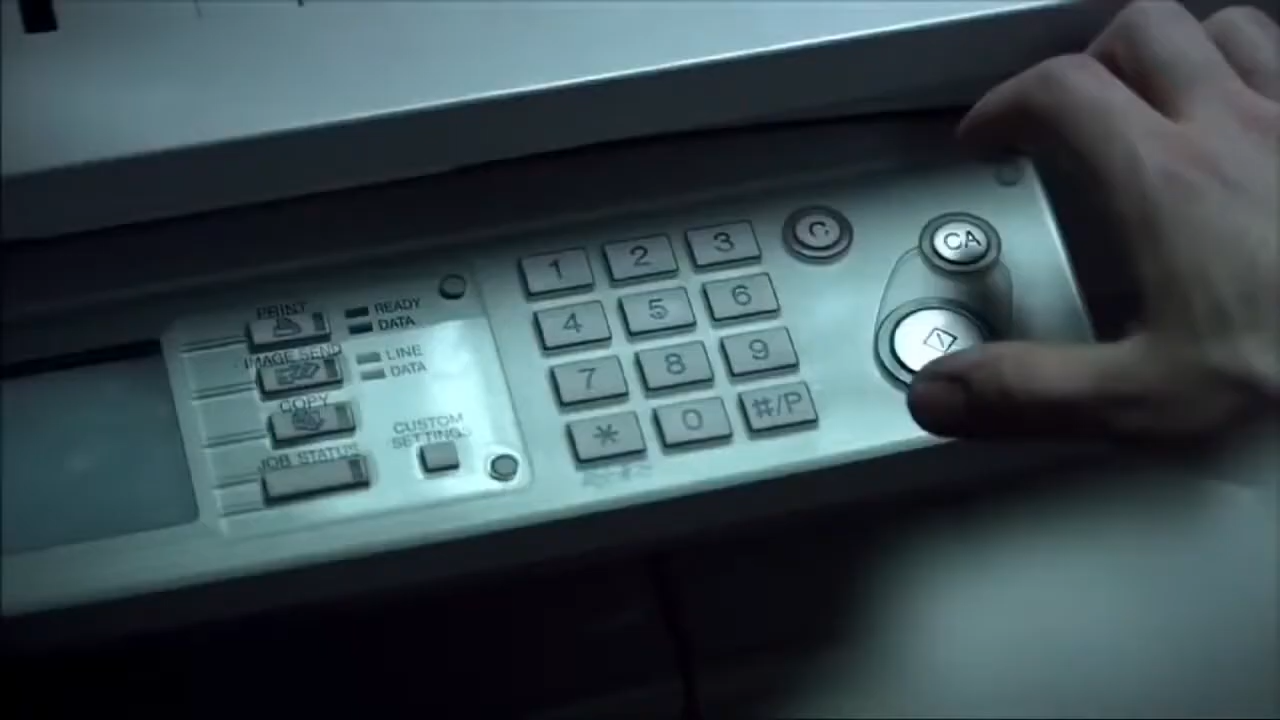 PRINT
READY
DATA
IMAGE SEND
LINE
DATA
COPY
CUSTOM
SETTINGS
JOB STATUS
1 2 3
4 5 6
7 8 9
* 0 #/P
C
CA